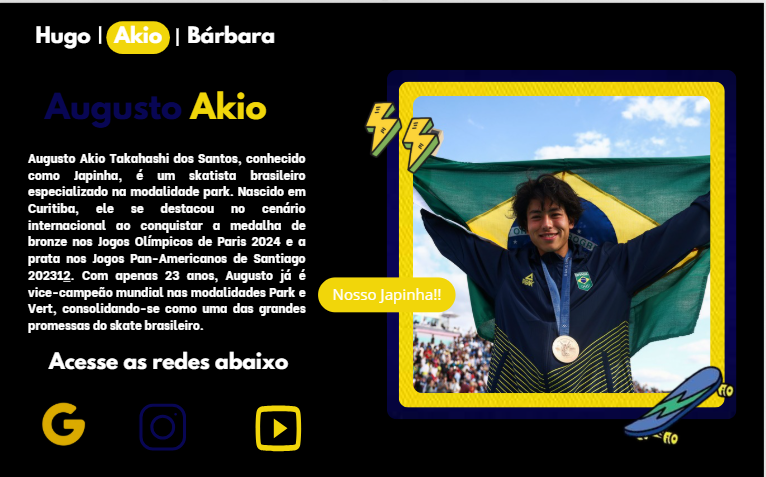 Hugo | Akio | Bárbara
Augusto Akio
Augusto Akio Takahashi dos Santos, conhecido
como Japinha, é um skatista brasileiro
especializado na modalidade park. Nascido em
Curitiba, ele se destacou no cenário
internacional ao conquistar a medalha de
bronze nos Jogos Olímpicos de Paris 2024 e a
prata nos Jogos Pan-Americanos de Santiago
202312. Com apenas 23 anos, Augusto já é
vice-campeão mundial nas modalidades Park e
Vert, consolidando-se como uma das grandes
promessas do skate brasileiro.
Nosso Japinha!!
Acesse as redes abaixo
G